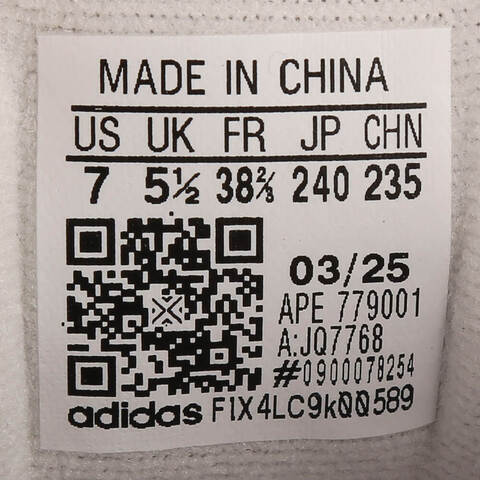 MADE IN CHINA
US UK FR JP CHN
7 5½ 38⅔ 240 235
03/25
APE 779001
A:JQ7768
#0900078254
adidas F1X4LC9k00589